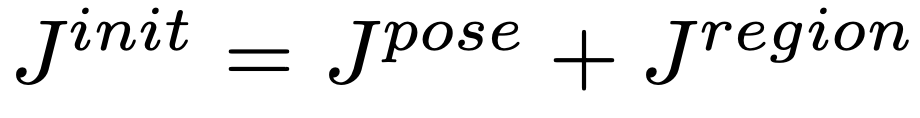 J^{init} = J^{pose} + J^{region}